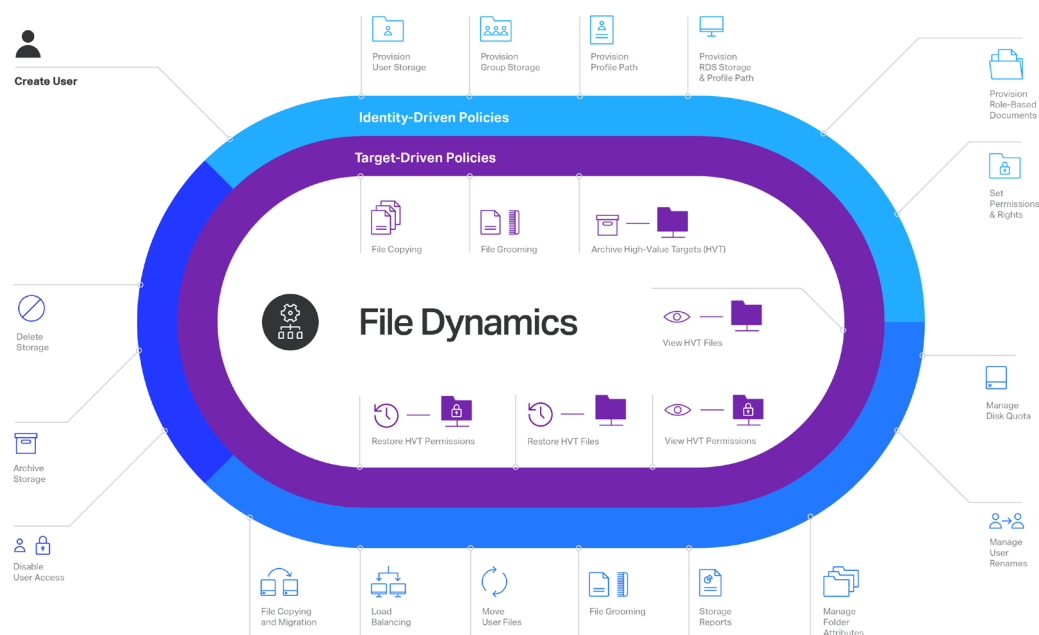 Create User
Provision
User Storage
Provision
Group Storage
Provision
Profile Path
Provision
RDS Storage
& Profile Path
Provision
Role-Based
Documents
Identity-Driven Policies
Target-Driven Policies
Set
Permissions
& Rights
File Copying
File Grooming
Archive High-Value Targets (HVT)
File Dynamics
View HVT Files
Delete
Storage
Manage
Disk Quota
Restore HVT Permissions
Restore HVT Files
View HVT Permissions
Archive
Storage
Manage
User
Renames
Disable
User Access
File Copying
and Migration
Load
Balancing
Move
User Files
File Grooming
Storage
Reports
Manage
Folder
Attributes